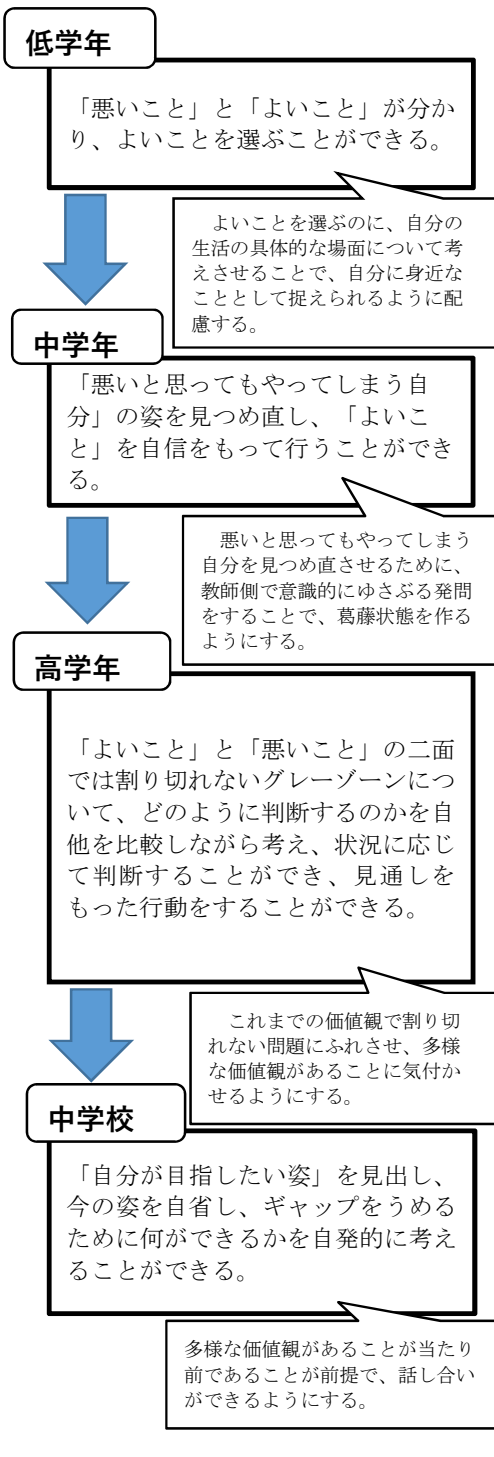 低学年
「悪いこと」と「よいこと」が分か
り、よいことを選ぶことができる。
よいことを選ぶのに、自分の
生活の具体的な場面について考
えさせることで、自分に身近な
こととして捉えられるように配
慮する。
中学年
「悪いと思ってもやってしまう自
分」の姿を見つめ直し、「よいこ
と」を自信をもって行うことができ
る。
悪いと思ってもやってしまう
自分を見つめ直させるために、
教師側で意識的にゆさぶる発問
をすることで、葛藤状態を作る
ようにする。
高学年
「よいこと」と「悪いこと」の二面
では割り切れないグレーゾーンにつ
いて、どのように判断するのかを自
他を比較しながら考え、状況に応じ
て判断することができ、見通しを
もった行動をすることができる。
これまでの価値観で割り切
れない問題にふれさせ、多様
な価値観があることに気付か
せるようにする。
中学校
「自分が目指したい姿」を見出し、
今の姿を自省し、ギャップをうめる
ために何ができるかを自発的に考え
ることができる。
多様な価値観があることが当たり
前であることが前提で、話し合い
ができるようにする。